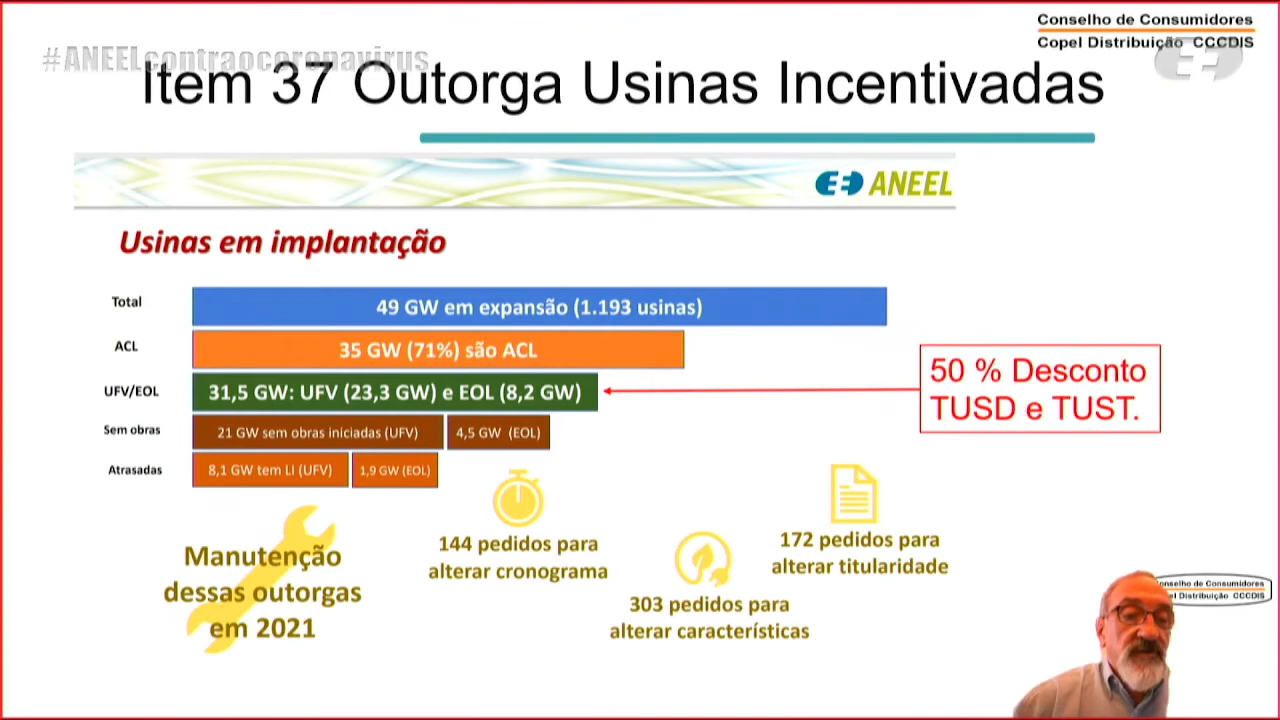 Conselho de Consumidores
Copel Distribuição CCCDIS
#ANEELcontraocoronavirus
Item 37 Outorga Usinas Incentivadas
ANEEL
Usinas em implantação
Total
49 GW em expansão (1.193 usinas)
ACL
35 GW (71%) são ACL
UFV/EOL
31,5 GW: UFV (23,3 GW) e EOL (8,2 GW)
50 % Desconto
TUSD e TUST.
Sem obras
21 GW sem obras iniciadas (UFV)
4,5 GW (EOL)
Atrasadas
8,1 GW tem LI (UFV)
1,9 GW (EOL)
Manutenção
dessas outorgas
em 2021
144 pedidos para
alterar cronograma
303 pedidos para
alterar características
172 pedidos para
alterar titularidade
onselho de Consumidores
el Distribuição CCCDIS